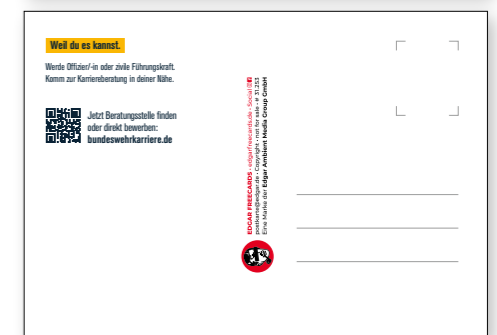 Weil du es kannst.
Werde Offizier/-in oder zivile Führungskraft.
Komm zur Karriereberatung in deiner Nähe.
Jetzt Beratungsstelle finden
oder direkt bewerben:
bundeswehrkarriere.de
EDGAR FREECARDS • edgarfreecards.de • Social
postkarte@edgar.de • Copyright • not for sale • # 31.253
Eine Marke der Edgar Ambient Media Group GmbH